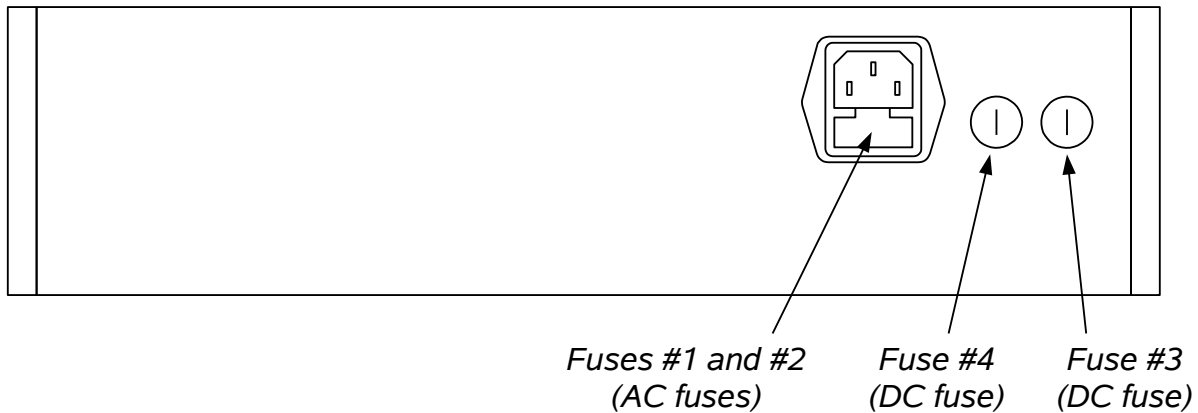 Fuses #1 and #2
(AC fuses)
Fuse #4
(DC fuse)
Fuse #3
(DC fuse)